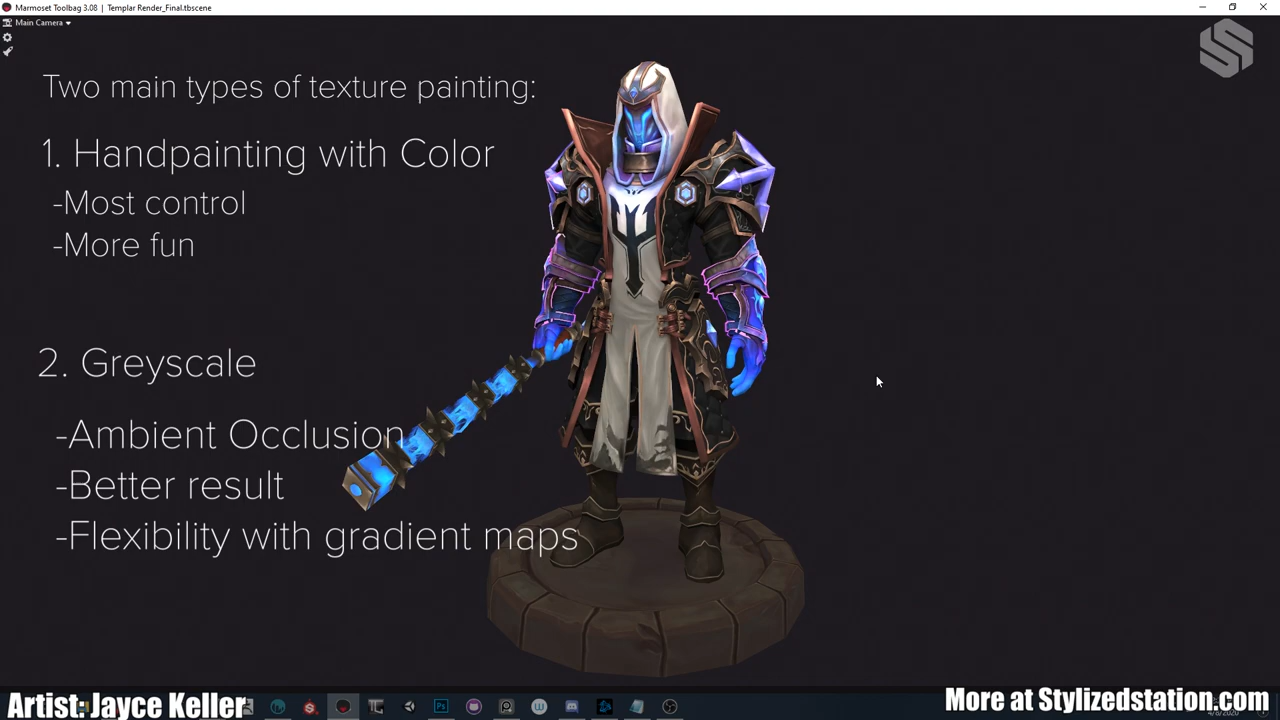 Marmoset Toolbag 3.08 | Templar Render_Final.tbscene
Main Camera
Two main types of texture painting:
1. Handpainting with Color
-Most control
-More fun
2. Greyscale
-Ambient Occlusion
-Better result
-Flexibility with gradient maps
Artist: Jayce Keller
More at Stylizedstation.com
Ps